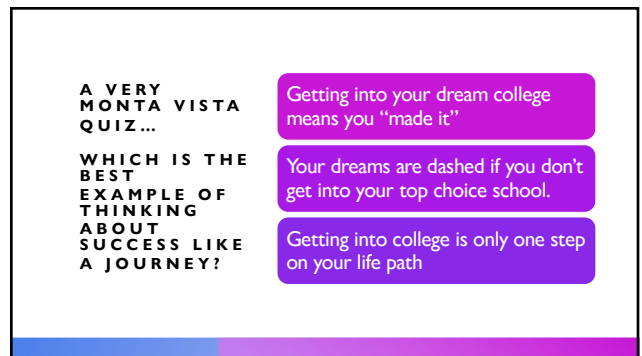 A VERY
MONTA VISTA
QUIZ...
WHICH IS THE
BEST
EXAMPLE OF
THINKING
ABOUT
SUCCESS LIKE
A JOURNEY?
Getting into your dream college
means you “made it”
Your dreams are dashed if you don’t
get into your top choice school.
Getting into college is only one step
on your life path